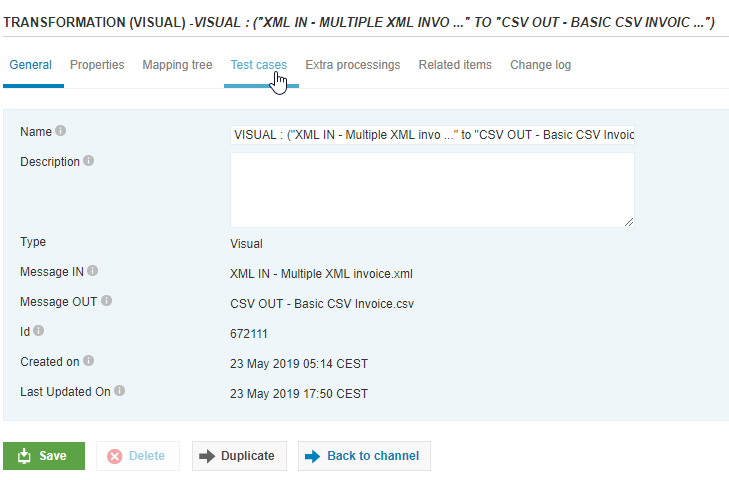 TRANSFORMATION (VISUAL) -VISUAL : ("XML IN - MULTIPLE XML INVO ..." TO "CSV OUT - BASIC CSV INVOIC ...")
General Properties Mapping tree Test cases Extra processings Related items Change log
Name VISUAL : ("XML IN - Multiple XML invo ..." to "CSV OUT - Basic CSV Invoic
Description
Type Visual
Message IN XML IN - Multiple XML invoice.xml
Message OUT CSV OUT - Basic CSV Invoice.csv
Id 672111
Created on 23 May 2019 05:14 CEST
Last Updated On 23 May 2019 17:50 CEST
Save Delete Duplicate Back to channel